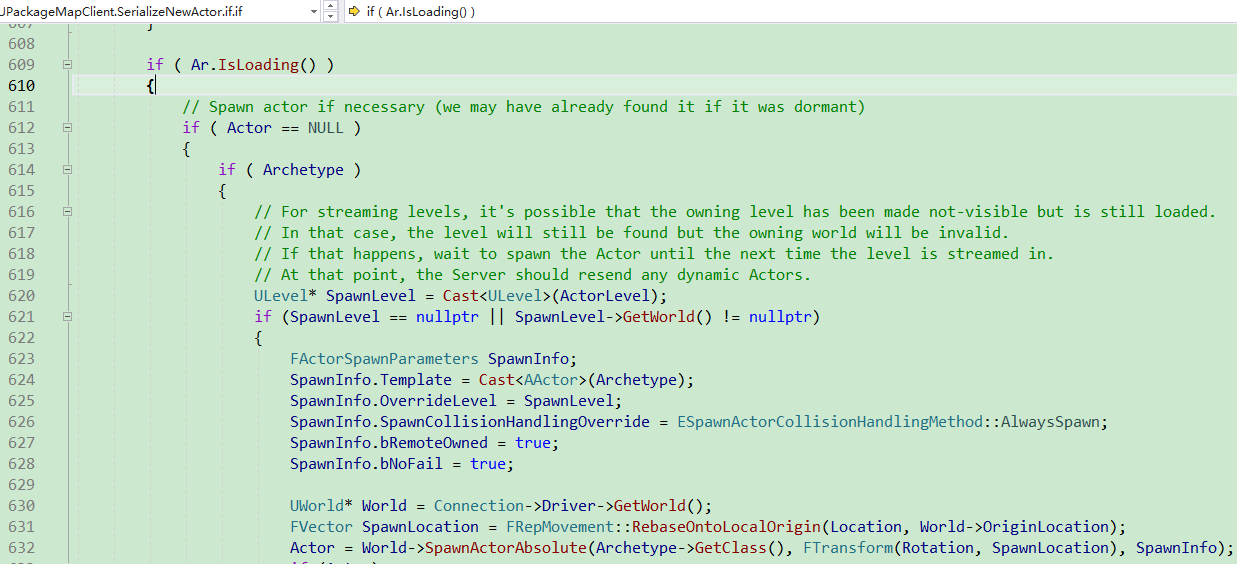 UPackageMapClient.SerializeNewActor.if.if if ( Ar.IsLoading() )
607 }
608
609 if ( Ar.IsLoading() )
610 {
611 // Spawn actor if necessary (we may have already found it if it was dormant)
612 if ( Actor == NULL )
613 {
614 if ( Archetype )
615 {
616 // For streaming levels, it's possible that the owning level has been made not-visible but is still loaded.
617 // In that case, the level will still be found but the owning world will be invalid.
618 // If that happens, wait to spawn the Actor until the next time the level is streamed in.
619 // At that point, the Server should resend any dynamic Actors.
620 ULevel* SpawnLevel = Cast<ULevel>(ActorLevel);
621 if (SpawnLevel == nullptr || SpawnLevel->GetWorld() != nullptr)
622 {
623 FActorSpawnParameters SpawnInfo;
624 SpawnInfo.Template = Cast<AActor>(Archetype);
625 SpawnInfo.OverrideLevel = SpawnLevel;
626 SpawnInfo.SpawnCollisionHandlingOverride = ESpawnActorCollisionHandlingMethod::AlwaysSpawn;
627 SpawnInfo.bRemoteOwned = true;
628 SpawnInfo.bNoFail = true;
629
630 UWorld* World = Connection->Driver->GetWorld();
631 FVector SpawnLocation = FRepMovement::RebaseOntoLocalOrigin(Location, World->OriginLocation);
632 Actor = World->SpawnActorAbsolute(Archetype->GetClass(), FTransform(Rotation, SpawnLocation), SpawnInfo);